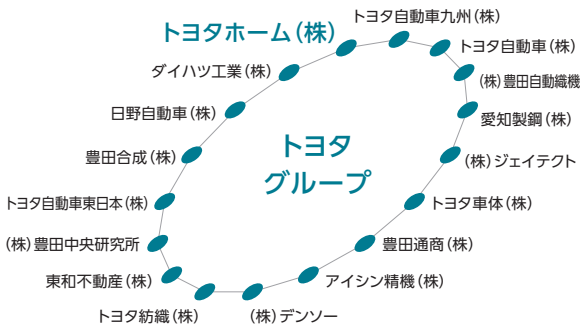 トヨタ自動車九州（株）
トヨタホーム（株）
トヨタ自動車（株）
ダイハツ工業（株）
（株）豊田自動織機
日野自動車（株）
愛知製鋼（株）
トヨタ
グループ
豊田合成（株）
（株）ジェイテクト
トヨタ自動車東日本（株）
トヨタ車体（株）
（株）豊田中央研究所
豊田通商（株）
東和不動産（株）
アイシン精機（株）
トヨタ紡織（株）
（株）デンソー